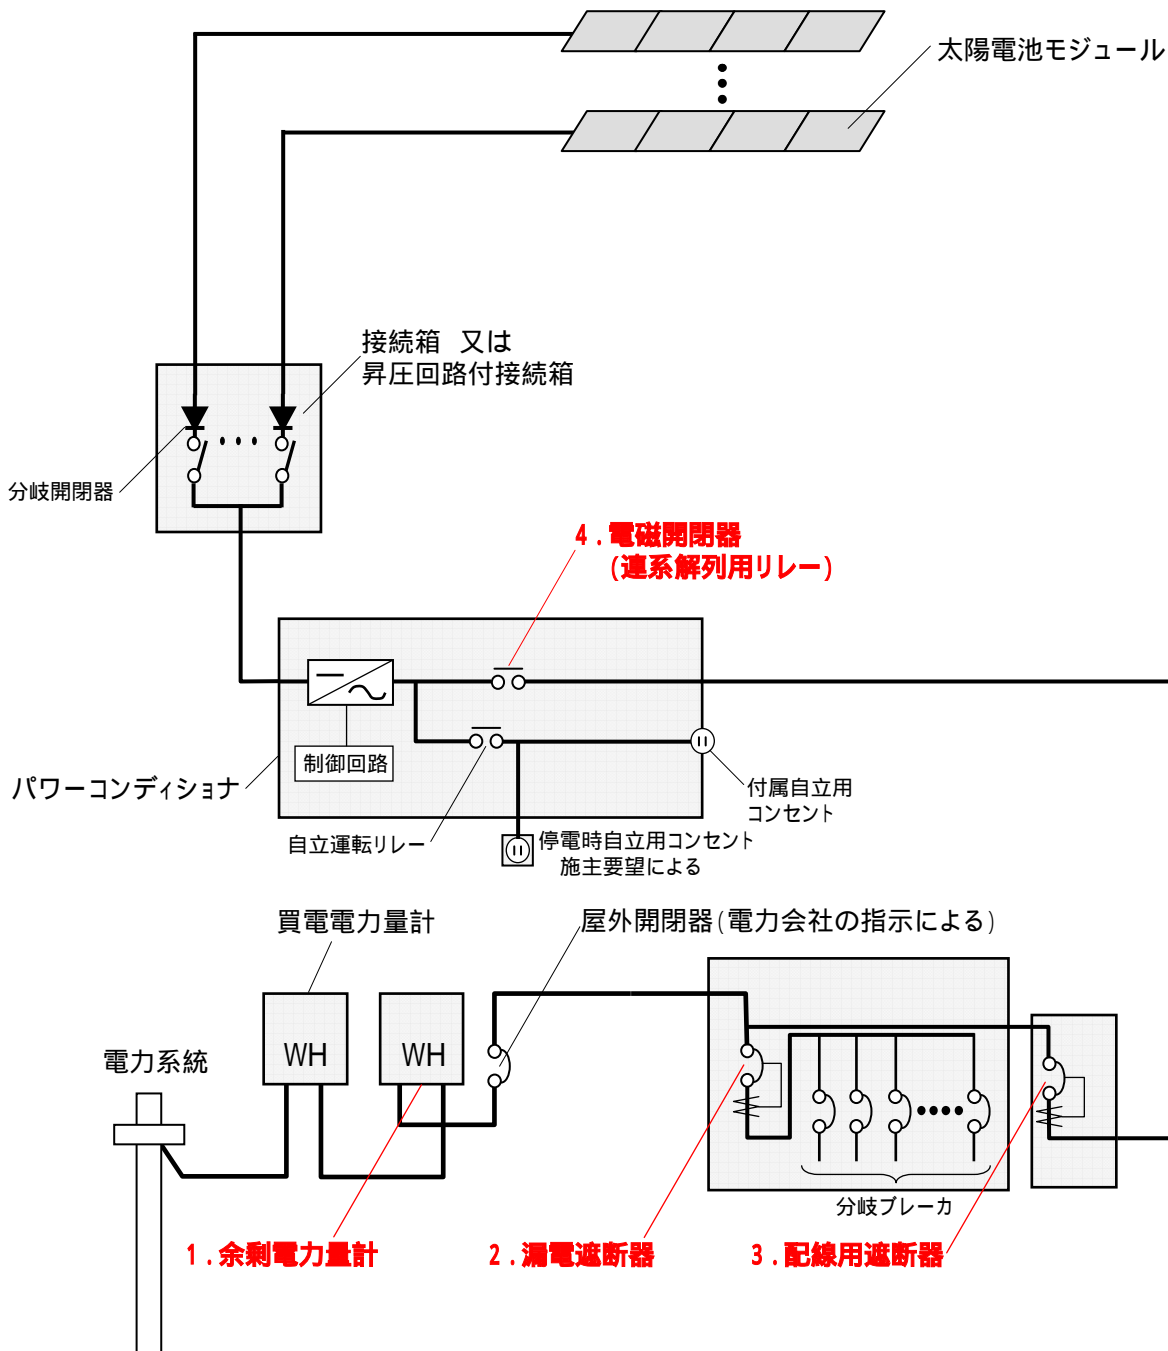 太陽電池モジュール
接続箱 又は
昇圧回路付接続箱
分岐開閉器
4．電磁開閉器
(連系解列用リレー)
制御回路
パワーコンディショナ
付属自立用
コンセント
自立運転リレー
停電時自立用コンセント
施主要望による
買電電力量計
屋外開閉器(電力会社の指示による)
WH
WH
電力系統
分岐ブレーカ
1．余剰電力量計
2．漏電遮断器
3．配線用遮断器